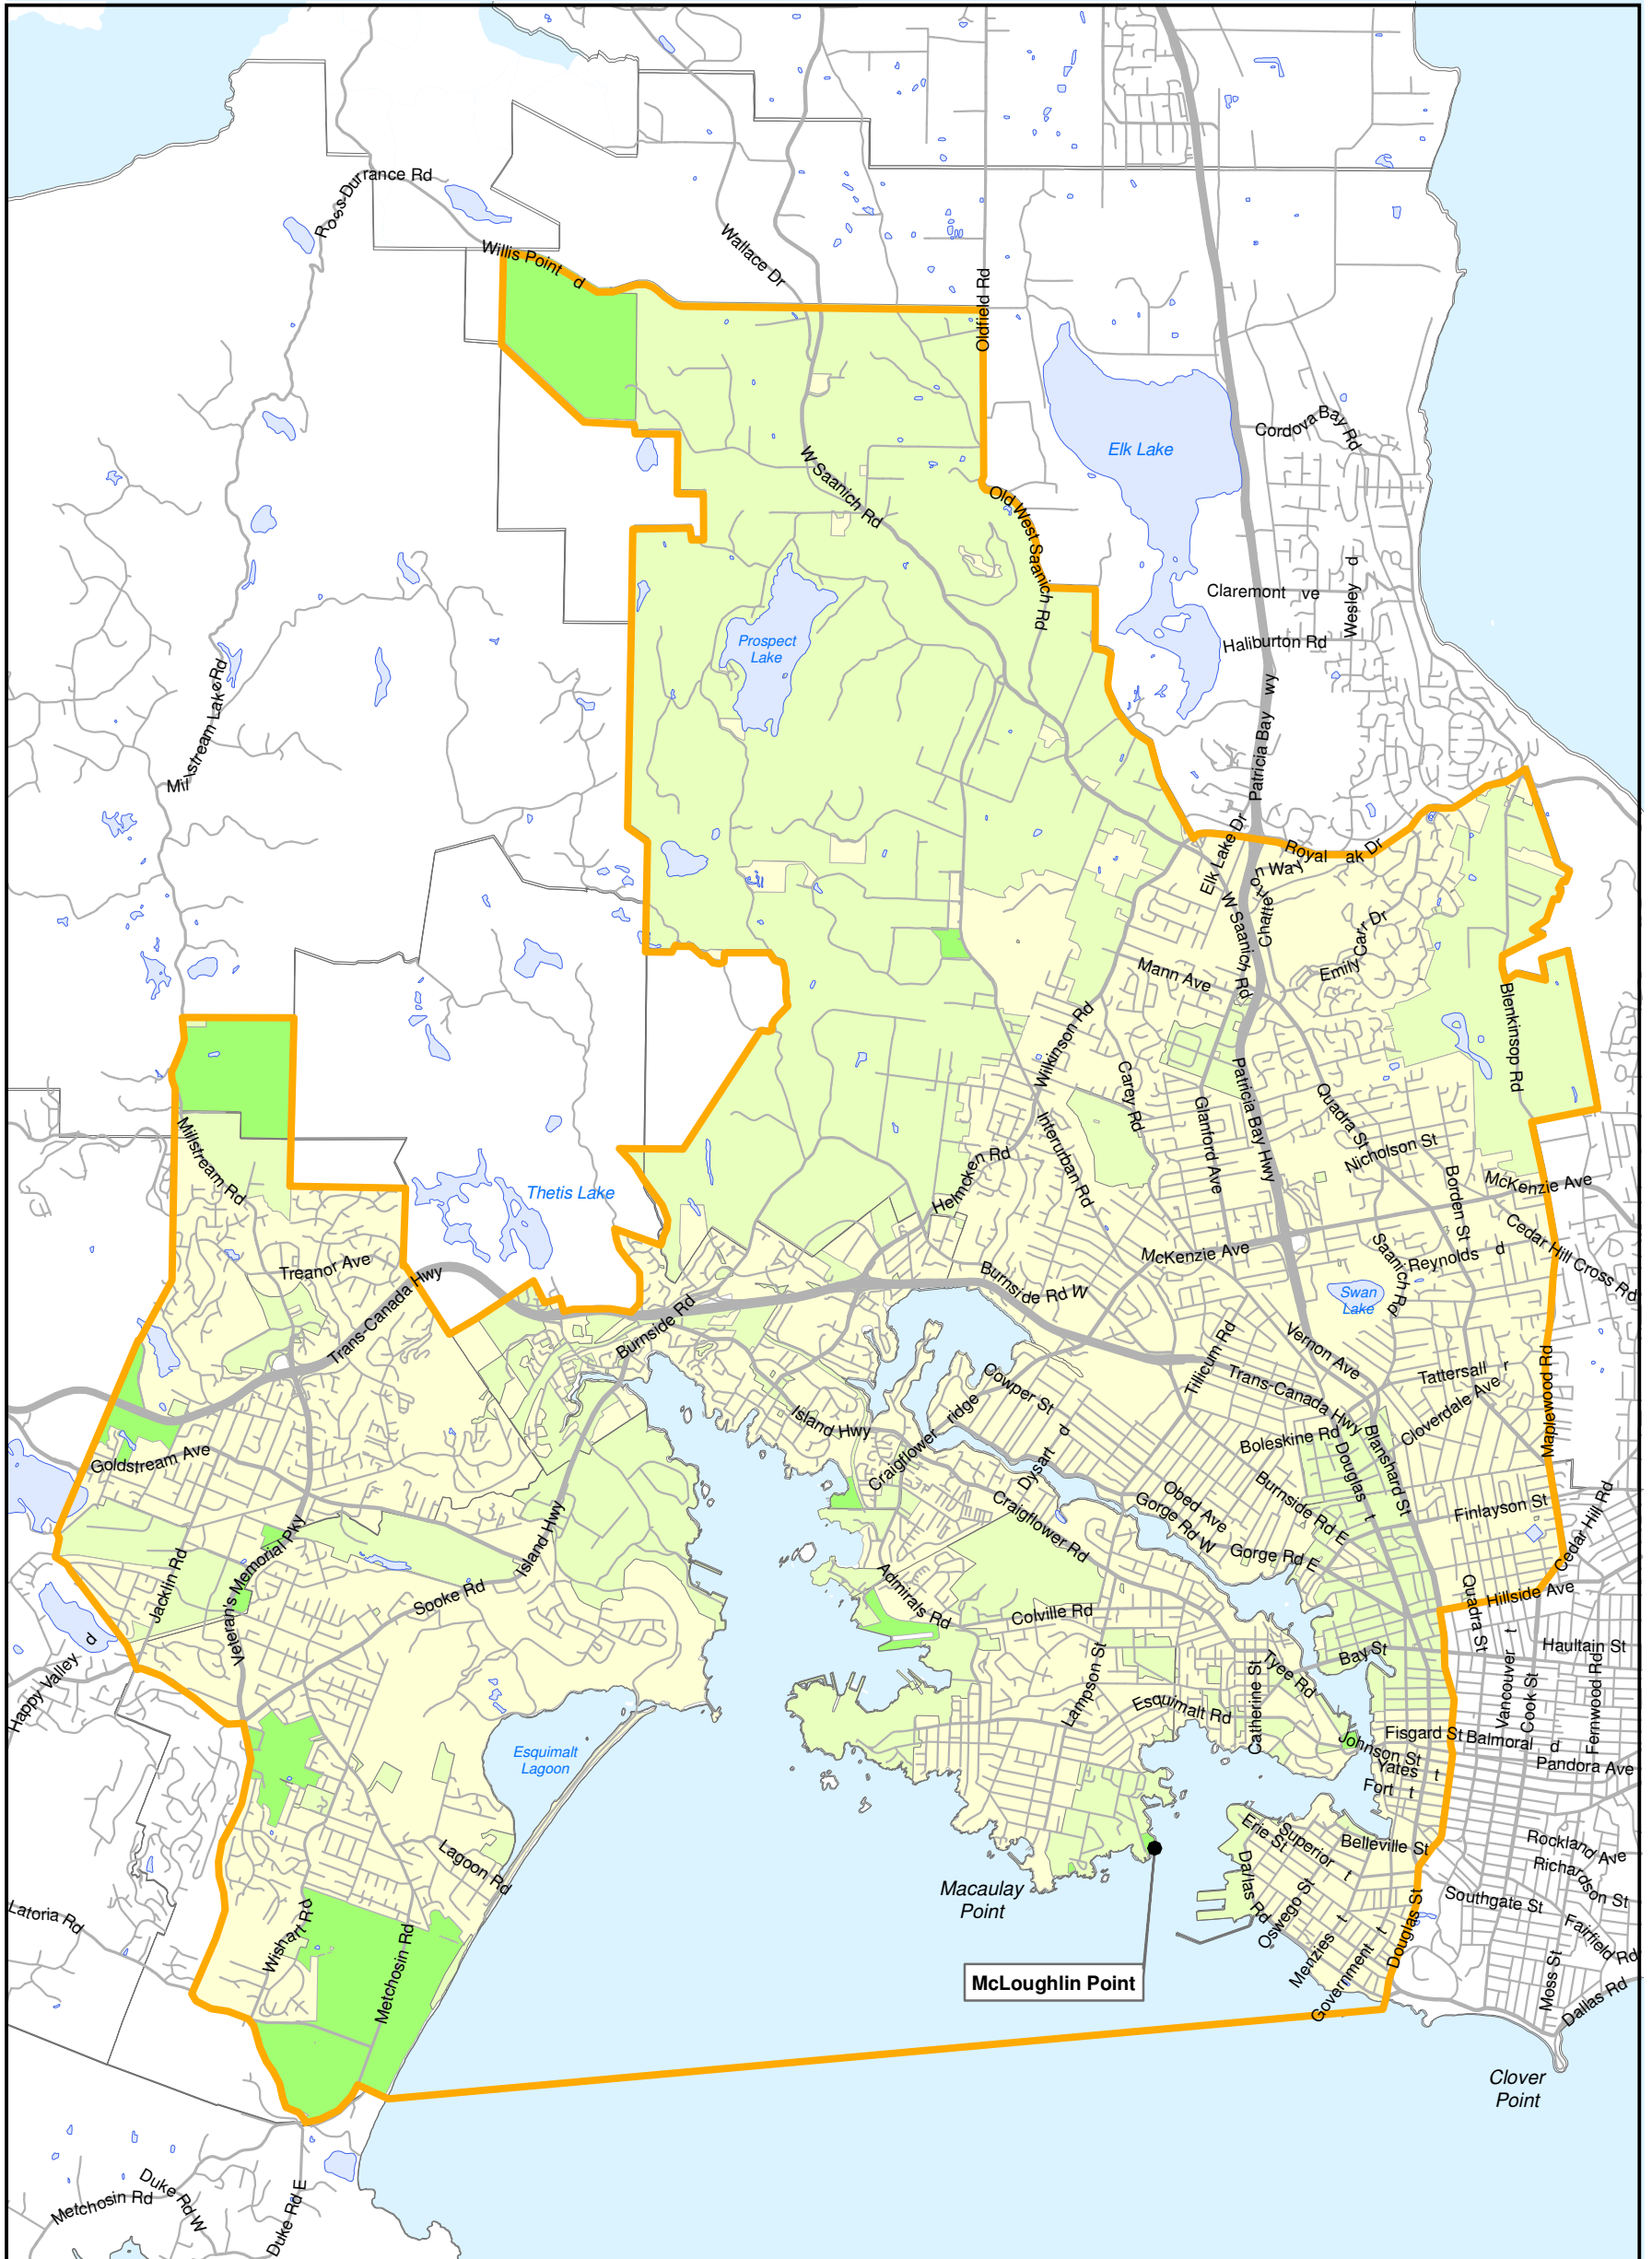 Ross-Durrance Rd
Willis Point d
Wallace Dr
Oldfield Rd
Cordova Bay Rd
Elk Lake
W Saanich Rd
Old West Saanich Rd
Claremont ve
Wesley d
Haliburton Rd
Prospect
Lake
Millstream Lake Rd
Patricia Bay wy
Elk Lake Dr
Royal ak Dr
n Way
Chatte
W Saanich Rd
Emily Carr Dr
Mann Ave
Blenkinsop Rd
Wilkinson Rd
Carey Rd
Patricia Bay Hwy
Glanford Ave
Quadra St
Interurban Rd
Nicholson St
Millstream Rd
Helmcken Rd
Borden St
McKenzie Ave
Thetis Lake
Cedar Hill Cross Rd
McKenzie Ave
Saanich Rd
Reynolds d
Treanor Ave
Trans-Canada Hwy
Burnside Rd W
Swan
Lake
Burnside Rd
Tillicum Rd
Vernon Ave
Trans-Canada Hwy
Tattersall r
Cloverdale Ave
Maplewood Rd
Cowper St
Island Hwy
Craigflower ridge
Dysart d
Boleskine Rd
Douglas t
Blanshard St
Goldstream Ave
Obed Ave
Gorge Rd W
Burnside Rd E
Finlayson St
Cedar Hill Rd
Craigflower Rd
Gorge Rd E
Island Hwy
Veteran's Memorial Pky
Jacklin Rd
Sooke Rd
Admirals Rd
Colville Rd
Quadra St
Hillside Ave
Haultain St
Happy Valley d
Lampson St
Catherine St
Tyee Rd
Bay St
Vancouver t
Cook St
Fernwood Rd
Esquimalt Rd
Fisgard St
Balmoral d
Johnson St
Yates t
Pandora Ave
Fort t
Esquimalt
Lagoon
Erie St
Superior t
Belleville St
Rockland Ave
Richardson St
Lagoon Rd
Dallas Rd
Oswego St
Southgate St
Fairfield Rd
Macaulay
Point
Latoria Rd
Wishart Rd
Metchosin Rd
Menzies t
Government t
Douglas St
McLoughlin Point
Moss St
Dallas Rd
Clover
Point
Metchosin Rd
Duke Rd W
Duke Rd E